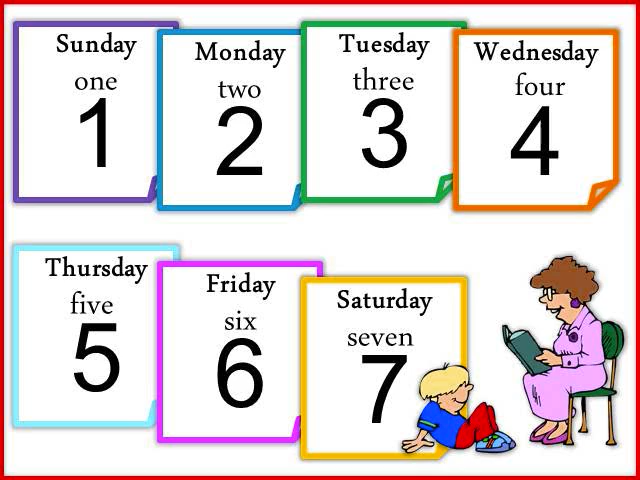 Sunday
one
1
Monday
two
2
Tuesday
three
3
Wednesday
four
4
Thursday
five
5
Friday
six
6
Saturday
seven
7